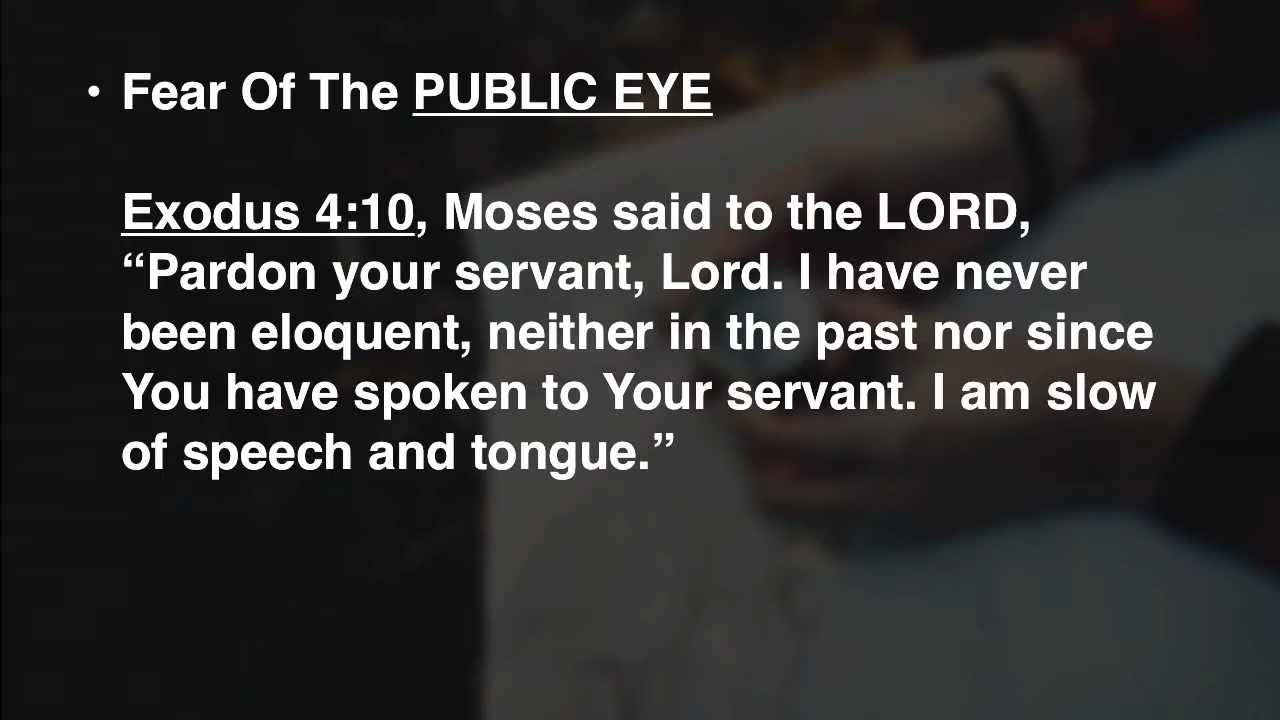 • Fear Of The PUBLIC EYE
Exodus 4:10, Moses said to the LORD,
“Pardon your servant, Lord. I have never
been eloquent, neither in the past nor since
You have spoken to Your servant. I am slow
of speech and tongue.”